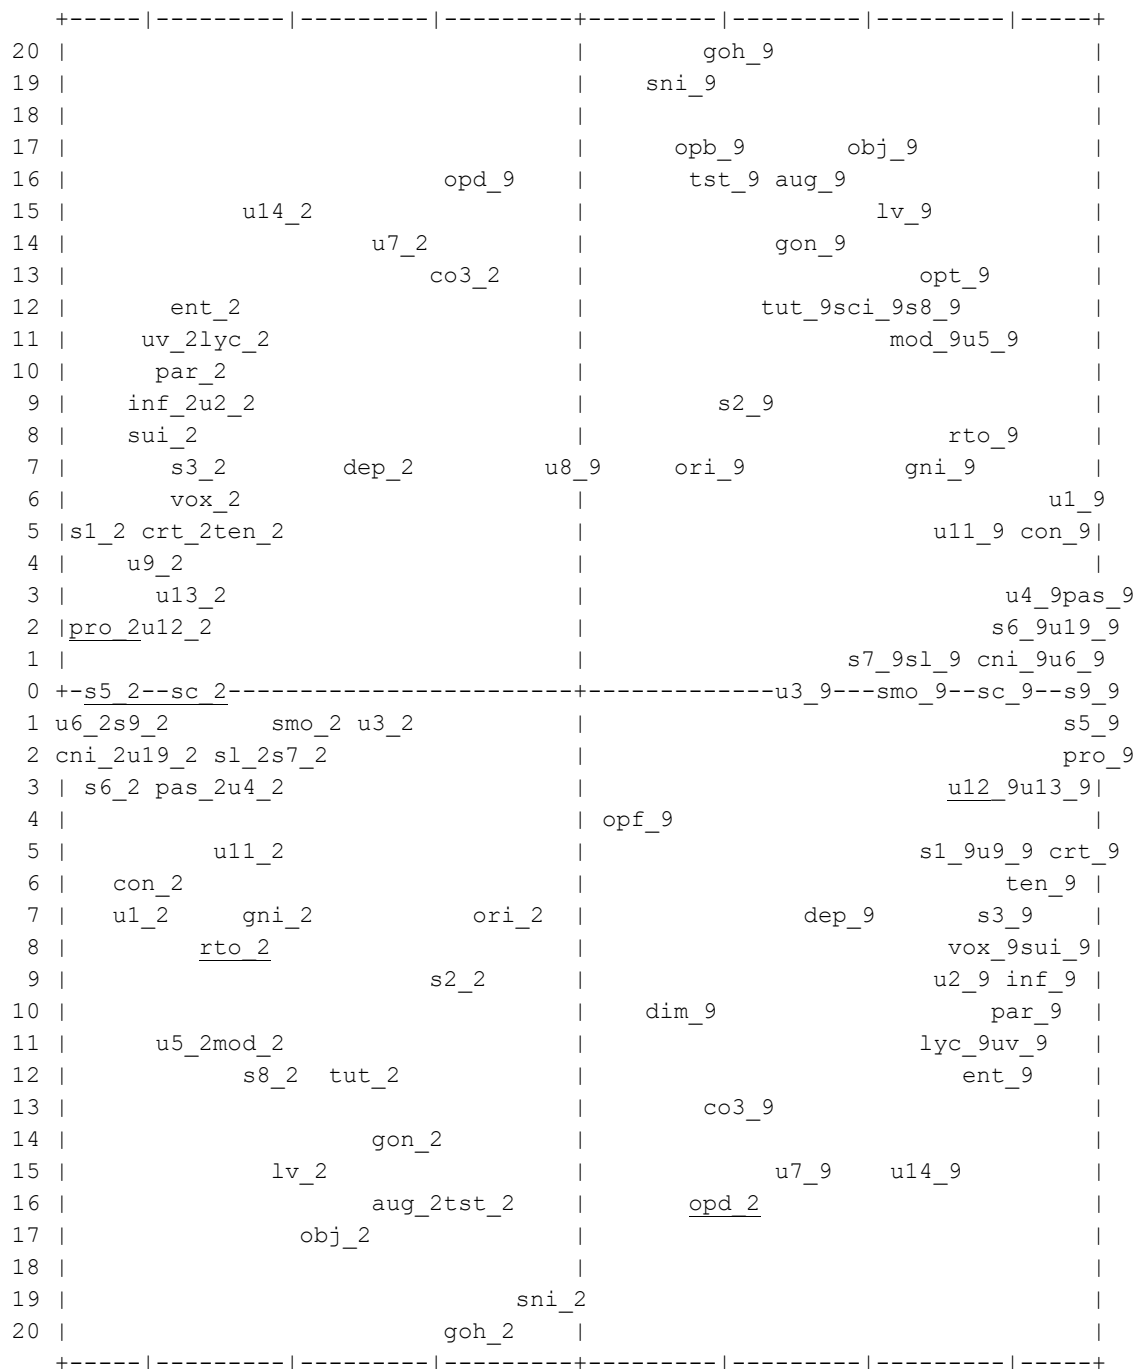 +-----|---------|---------|---------+---------|---------|---------|-----+
20 |                                    |        goh_9                      |
19 |                                    |    sni_9                          |
18 |                                    |                                   |
17 |                                    |      opb_9       obj_9            |
16 |                          opd_9     |       tst_9 aug_9                 |
15 |            u14_2                   |                    lv_9           |
14 |                     u7_2           |             gon_9                 |
13 |                         co3_2      |                       opt_9       |
12 |       ent_2                        |            tut_9sci_9s8_9         |
11 |     uv_2lyc_2                      |                     mod_9u5_9     |
10 |      par_2                         |                                   |
9 |    inf_2u2_2                       |         s2_9                      |
8 |    sui_2                           |                         rto_9     |
7 |       s3_2        dep_2         u8_9     ori_9           gni_9        |
6 |       vox_2                        |                                u1_9
5 |s1_2 crt_2ten_2                     |                        u11_9 con_9|
4 |    u9_2                            |                                   |
3 |      u13_2                         |                             u4_9pas_9
2 |pro_2u12_2                          |                            s6_9u19_9
1 |                                    |                  s7_9sl_9 cni_9u6_9
0 +-s5_2--sc_2-------------------------+-------------u3_9---smo_9--sc_9--s9_9
1 u6_2s9_2       smo_2 u3_2            |                                 s5_9
2 cni_2u19_2 sl_2s7_2                  |                                 pro_9
3 | s6_2 pas_2u4_2                     |                         u12_9u13_9|
4 |                                    | opf_9                             |
5 |          u11_2                     |                       s1_9u9_9 crt_9
6 |   con_2                            |                             ten_9 |
7 |   u1_2     gni_2           ori_2   |               dep_9       s3_9    |
8 |         rto_2                      |                         vox_9sui_9|
9 |                         s2_2       |                        u2_9 inf_9 |
10 |                                    |    dim_9                   par_9  |
11 |      u5_2mod_2                     |                       lyc_9uv_9   |
12 |            s8_2  tut_2             |                          ent_9    |
13 |                                    |        co3_9                      |
14 |                     gon_2          |                                   |
15 |              lv_2                  |             u7_9    u14_9         |
16 |                     aug_2tst_2     |       opd_2                       |
17 |                obj_2               |                                   |
18 |                                    |                                   |
19 |                               sni_2                                    |
20 |                          goh_2     |                                   |
+-----|---------|---------|---------+---------|---------|---------|-----+